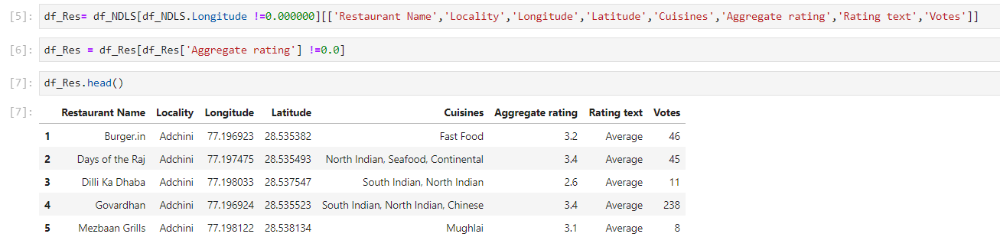 [5]: df_Res= df_NDLS[df_NDLS.Longitude !=0.000000][['Restaurant Name','Locality','Longitude','Latitude','Cuisines','Aggregate rating','Rating text','Votes']]
[6]: df_Res = df_Res[df_Res['Aggregate rating'] !=0.0]
[7]: df_Res.head()
[7]: Restaurant Name Locality Longitude Latitude Cuisines Aggregate rating Rating text Votes
1 Burger.in Adchini 77.196923 28.535382 Fast Food 3.2 Average 46
2 Days of the Raj Adchini 77.197475 28.535493 North Indian, Seafood, Continental 3.4 Average 45
3 Dilli Ka Dhaba Adchini 77.198033 28.537547 South Indian, North Indian 2.6 Average 11
4 Govardhan Adchini 77.196924 28.535523 South Indian, North Indian, Chinese 3.4 Average 238
5 Mezbaan Grills Adchini 77.198122 28.538134 Mughlai 3.1 Average 8